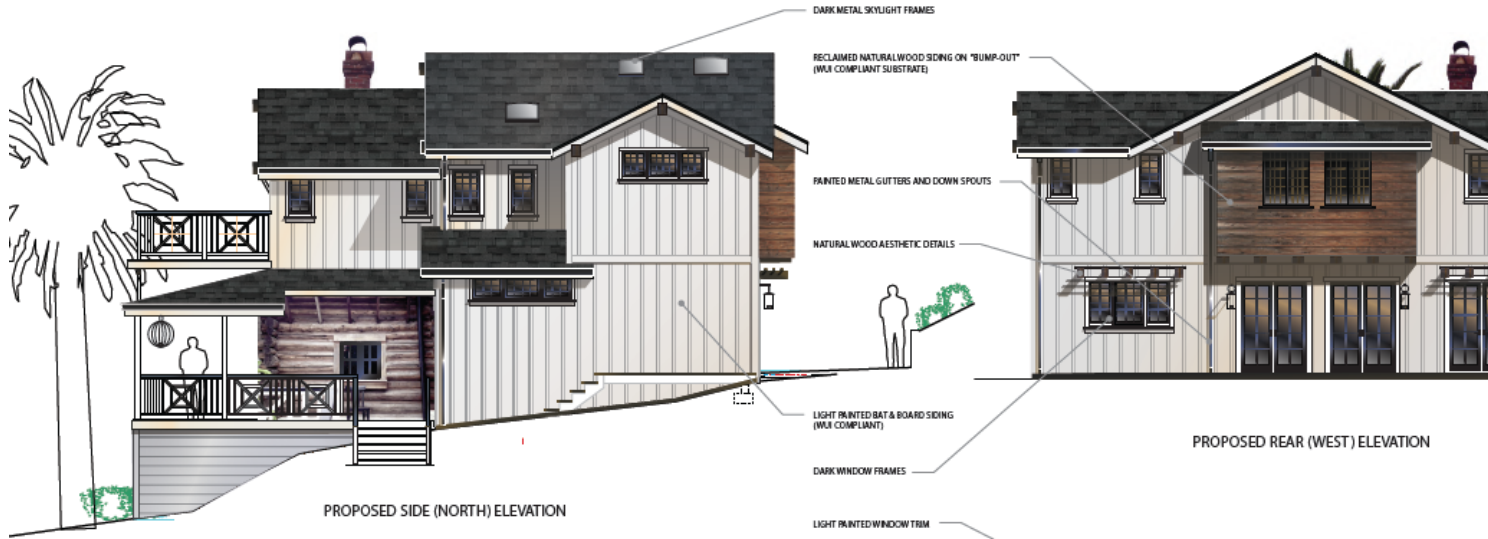 DARK METAL SKYLIGHT FRAMES
RECLAIMED NATURAL WOOD SIDING ON "BUMP-OUT"
(WUI COMPLIANT SUBSTRATE)
PAINTED METAL GUTTERS AND DOWN SPOUTS
NATURAL WOOD AESTHETIC DETAILS
LIGHT PAINTED BAT & BOARD SIDING
(WUI COMPLIANT)
DARK WINDOW FRAMES
LIGHT PAINTED WINDOW TRIM
PROPOSED SIDE (NORTH) ELEVATION
PROPOSED REAR (WEST) ELEVATION